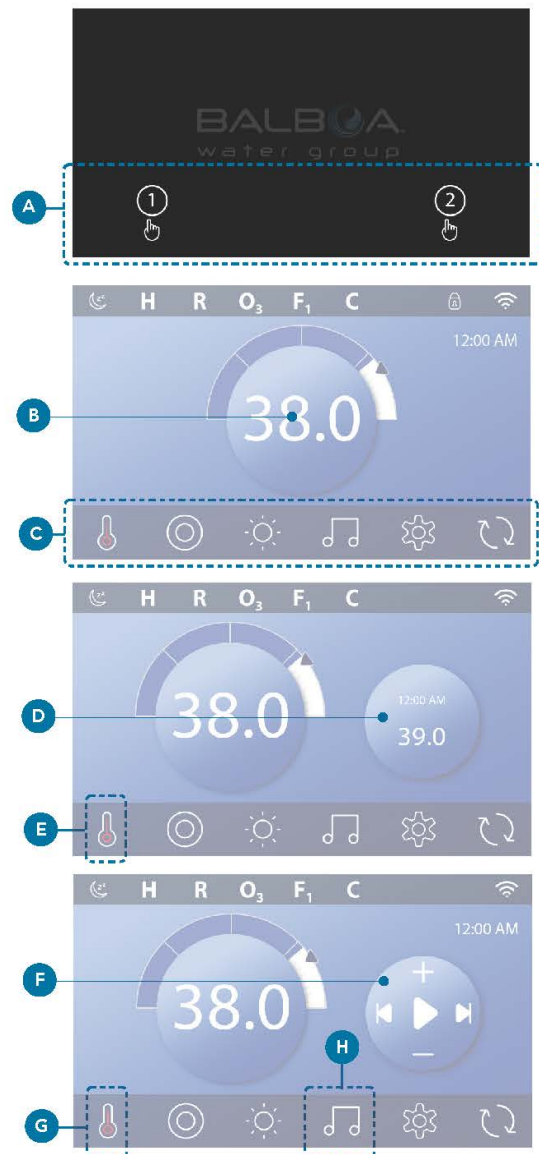 BALBOA
water group
A
1
2
H R O₃ F₁ C
12:00 AM
B
38.0
C
H R O₃ F₁ C
12:00 AM
D
38.0
39.0
E
H R O₃ F₁ C
12:00 AM
F
38.0
H
G